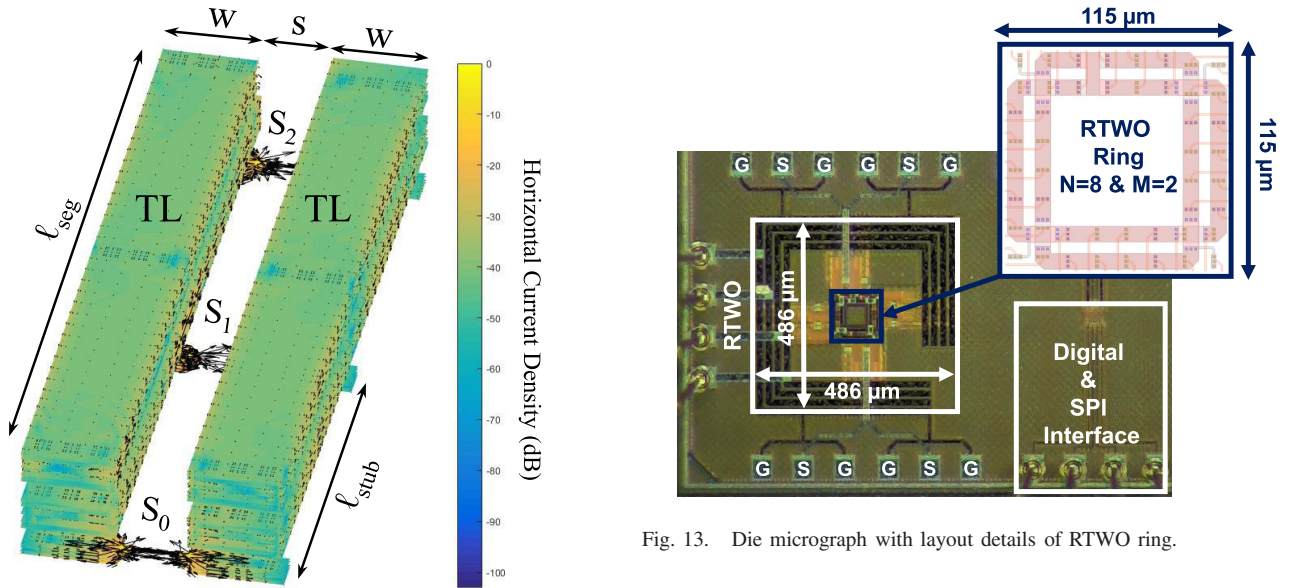 W
S
W
S₂
TL
TL
ℓseg
S₁
S₀
ℓstub
0
-10
-20
-30
-40
-50
-60
-70
-80
-90
-100
Horizontal Current Density (dB)
115 µm
115 µm
RTWO
Ring
N=8 & M=2
G S G G S G
RTWO
486 µm
486 µm
Digital
&
SPI
Interface
G S G G S G
Fig. 13. Die micrograph with layout details of RTWO ring.